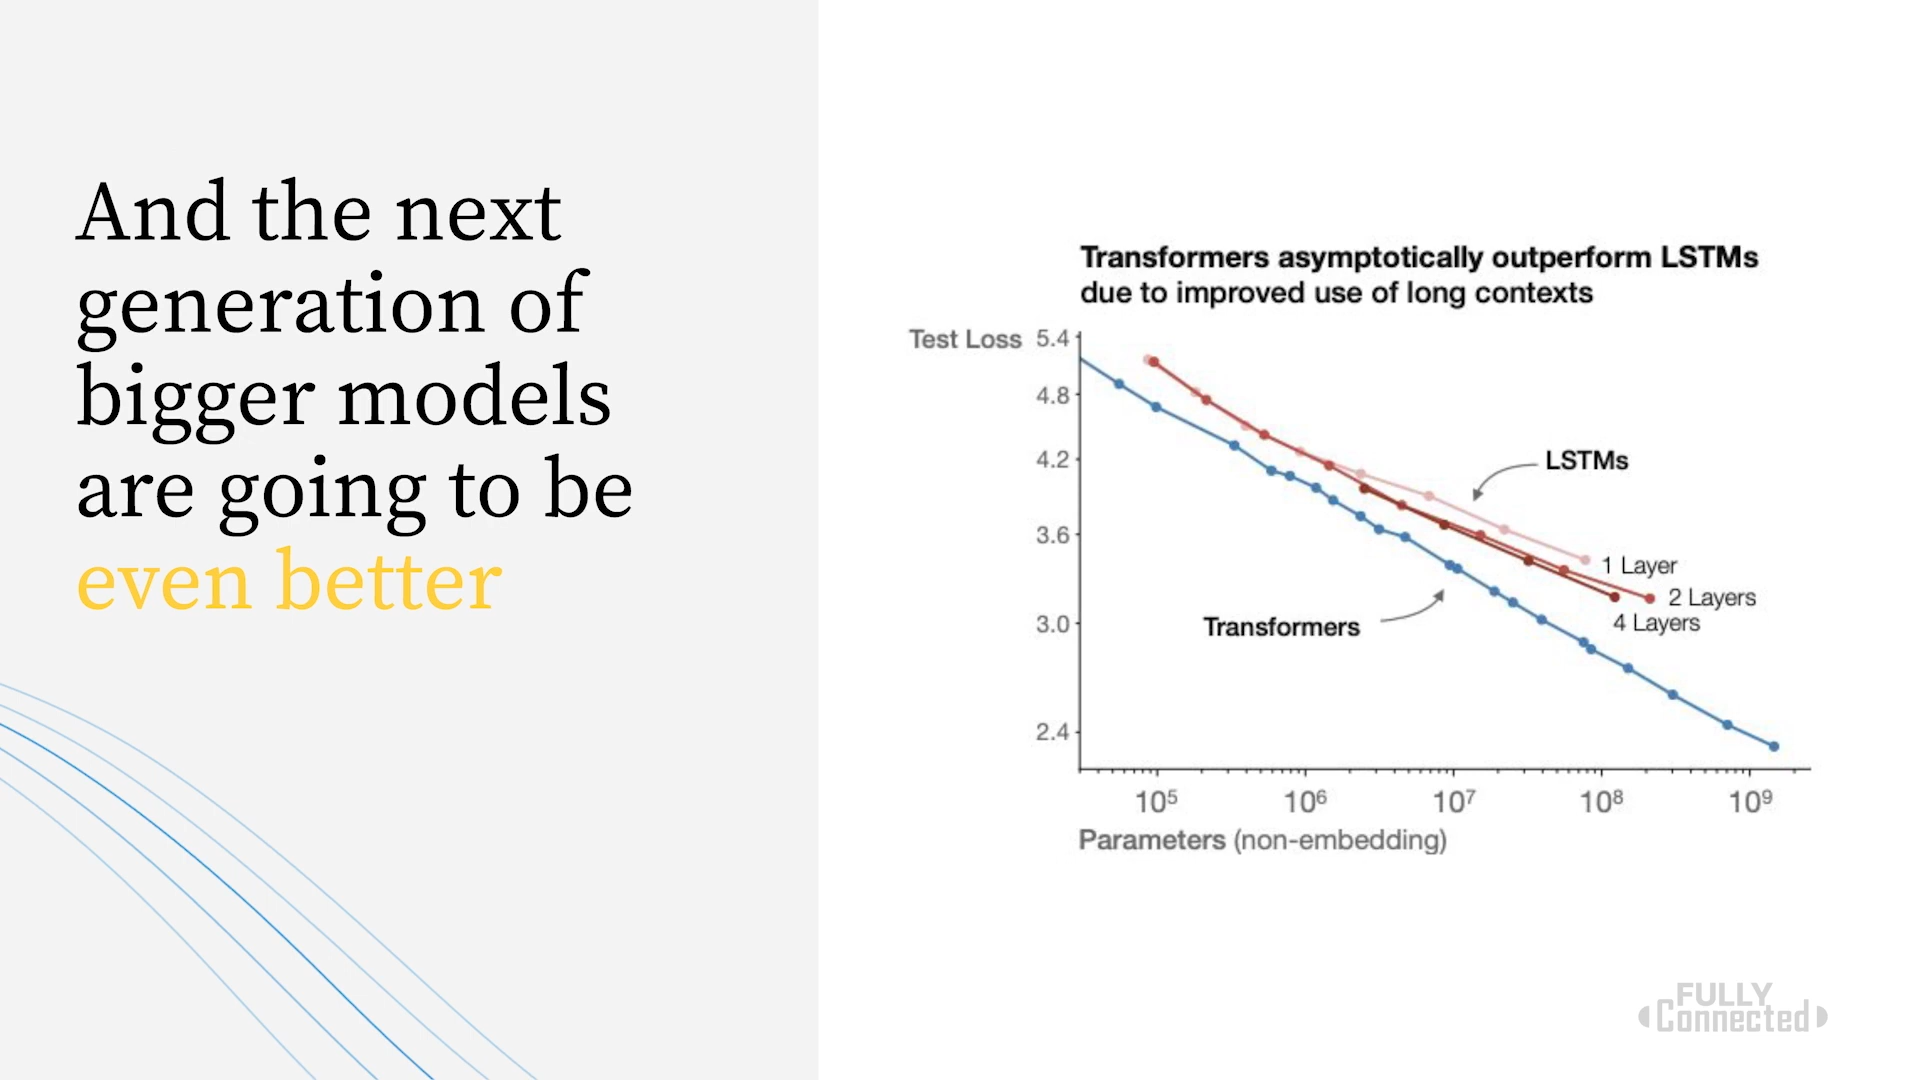 And the next
generation of
bigger models
are going to be
even better
Transformers asymptotically outperform LSTMs
due to improved use of long contexts
Test Loss
5.4
4.8
4.2
3.6
3.0
2.4
LSTMs
1 Layer
2 Layers
4 Layers
Transformers
10⁵ 10⁶ 10⁷ 10⁸ 10⁹
Parameters (non-embedding)
FULLY
Connected